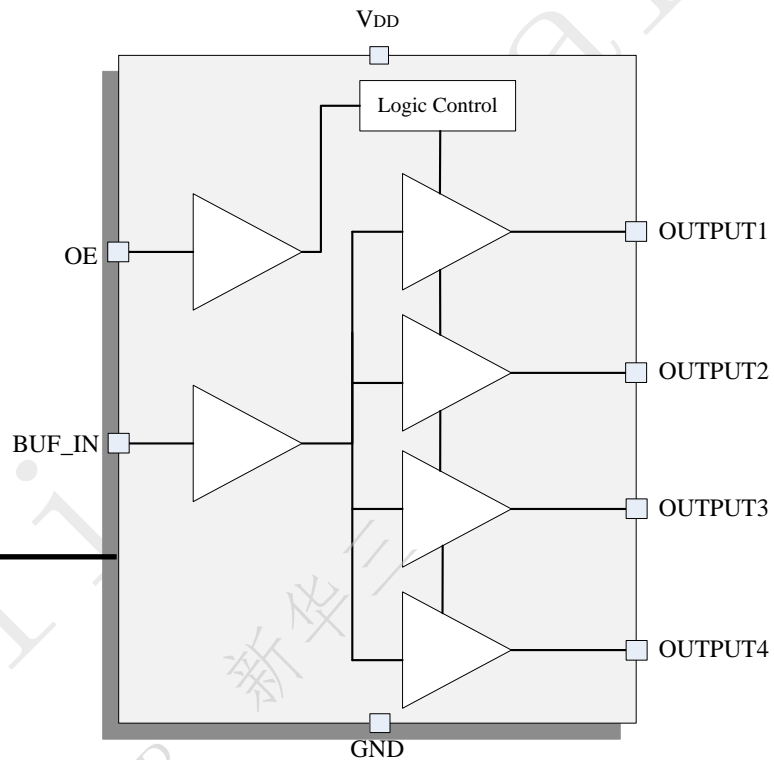 VDD
Logic Control
OE
OUTPUT1
OUTPUT2
BUF_IN
OUTPUT3
新华三
OUTPUT4
GND